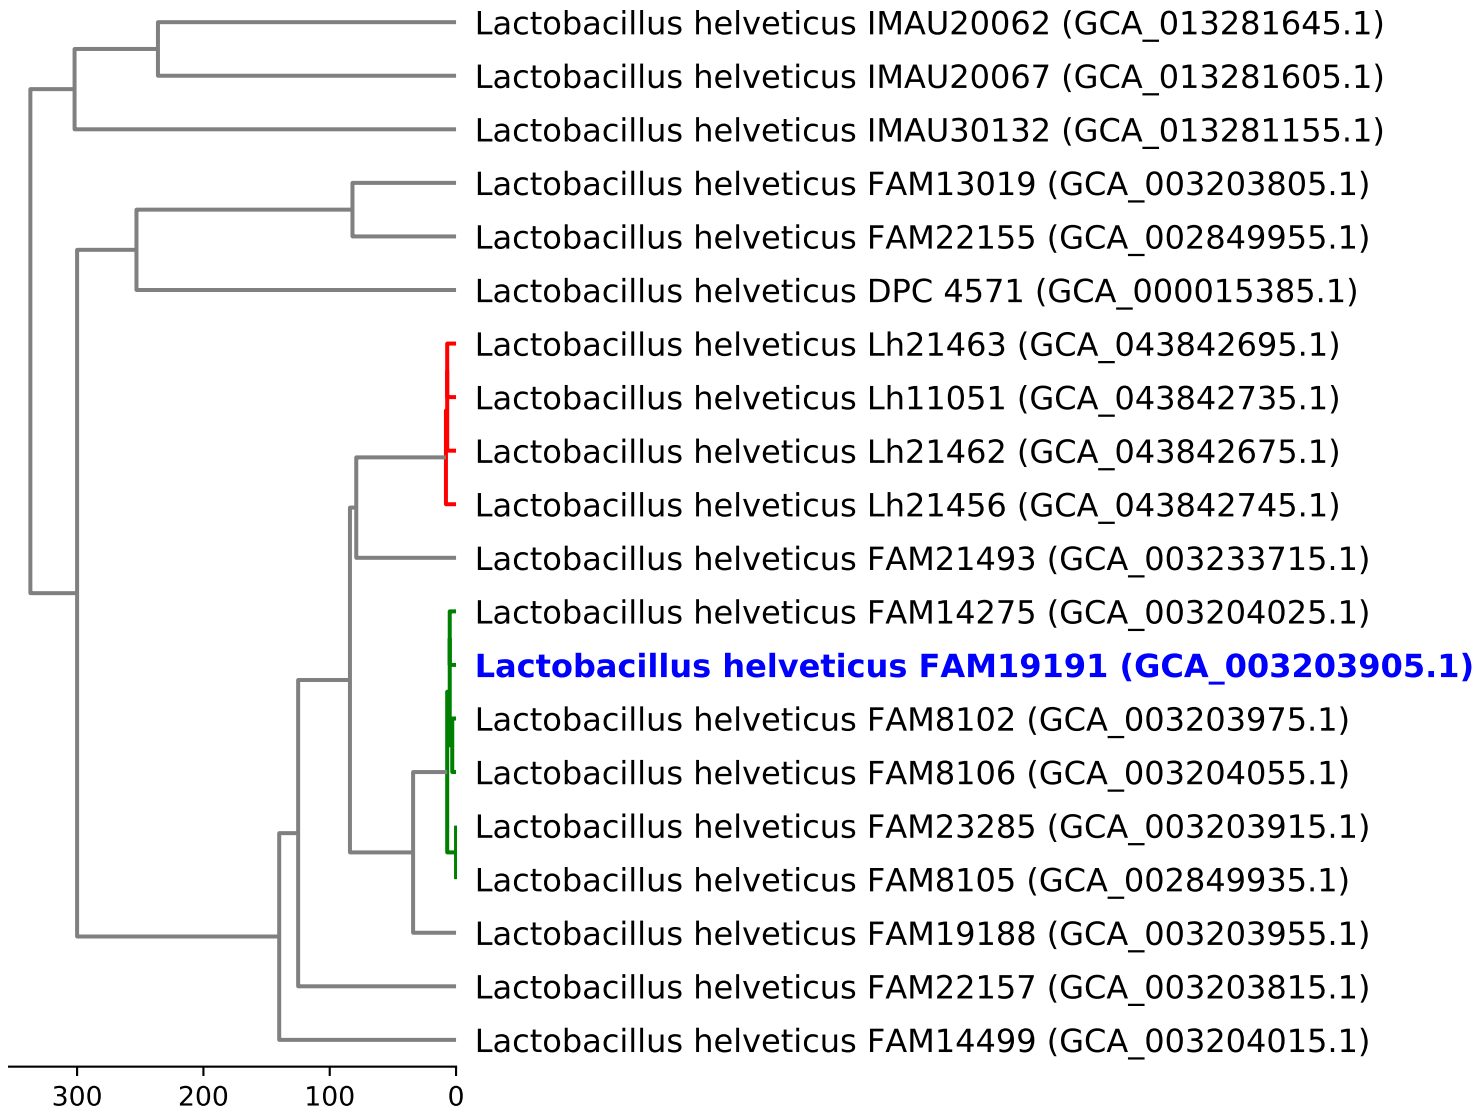 Lactobacillus helveticus IMAU20062 (GCA_013281645.1)
Lactobacillus helveticus IMAU20067 (GCA_013281605.1)
Lactobacillus helveticus IMAU30132 (GCA_013281155.1)
Lactobacillus helveticus FAM13019 (GCA_003203805.1)
Lactobacillus helveticus FAM22155 (GCA_002849955.1)
Lactobacillus helveticus DPC 4571 (GCA_000015385.1)
Lactobacillus helveticus Lh21463 (GCA_043842695.1)
Lactobacillus helveticus Lh11051 (GCA_043842735.1)
Lactobacillus helveticus Lh21462 (GCA_043842675.1)
Lactobacillus helveticus Lh21456 (GCA_043842745.1)
Lactobacillus helveticus FAM21493 (GCA_003233715.1)
Lactobacillus helveticus FAM14275 (GCA_003204025.1)
Lactobacillus helveticus FAM19191 (GCA_003203905.1)
Lactobacillus helveticus FAM8102 (GCA_003203975.1)
Lactobacillus helveticus FAM8106 (GCA_003204055.1)
Lactobacillus helveticus FAM23285 (GCA_003203915.1)
Lactobacillus helveticus FAM8105 (GCA_002849935.1)
Lactobacillus helveticus FAM19188 (GCA_003203955.1)
Lactobacillus helveticus FAM22157 (GCA_003203815.1)
Lactobacillus helveticus FAM14499 (GCA_003204015.1)
300 200 100 0